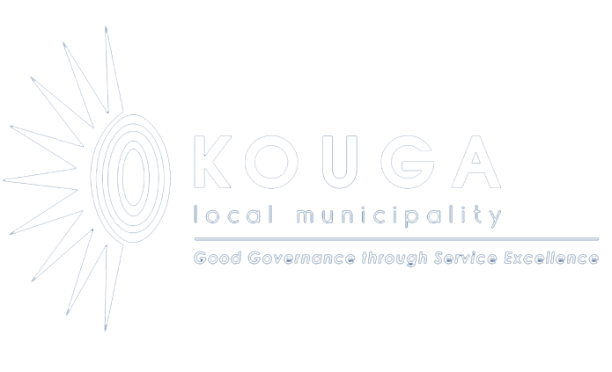 KOUGA
local municipality
Good Governance through Service Excellence